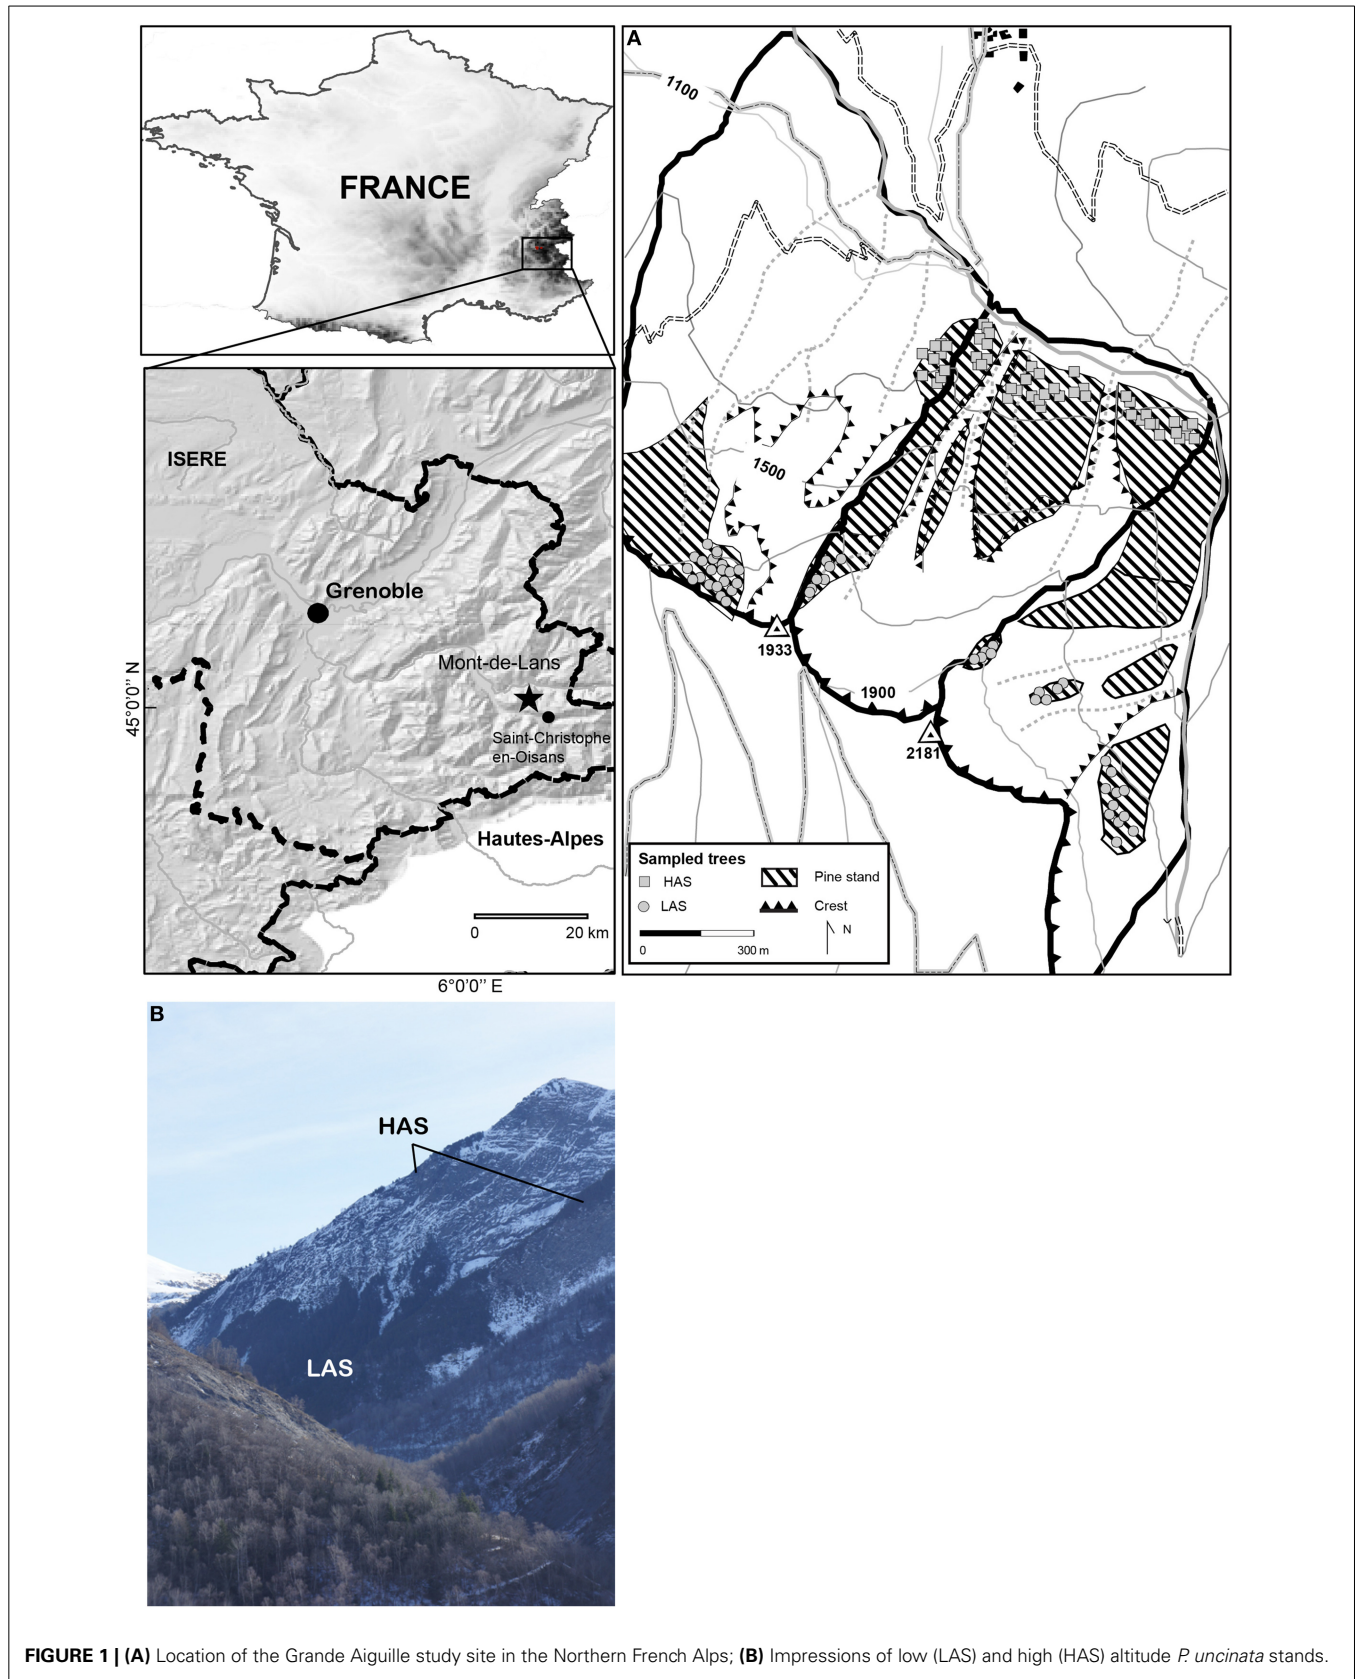 FRANCE
ISERE
Grenoble
Mont-de-Lans
Saint-Christophe
en-Oisans
Hautes-Alpes
0 20 km
45°0'0'' N
6°0'0'' E
A
1100
1500
1933
1900
2181
Sampled trees
HAS
LAS
Pine stand
Crest
N
0 300 m
B
HAS
LAS
FIGURE 1 | (A) Location of the Grande Aiguille study site in the Northern French Alps; (B) Impressions of low (LAS) and high (HAS) altitude P. uncinata stands.